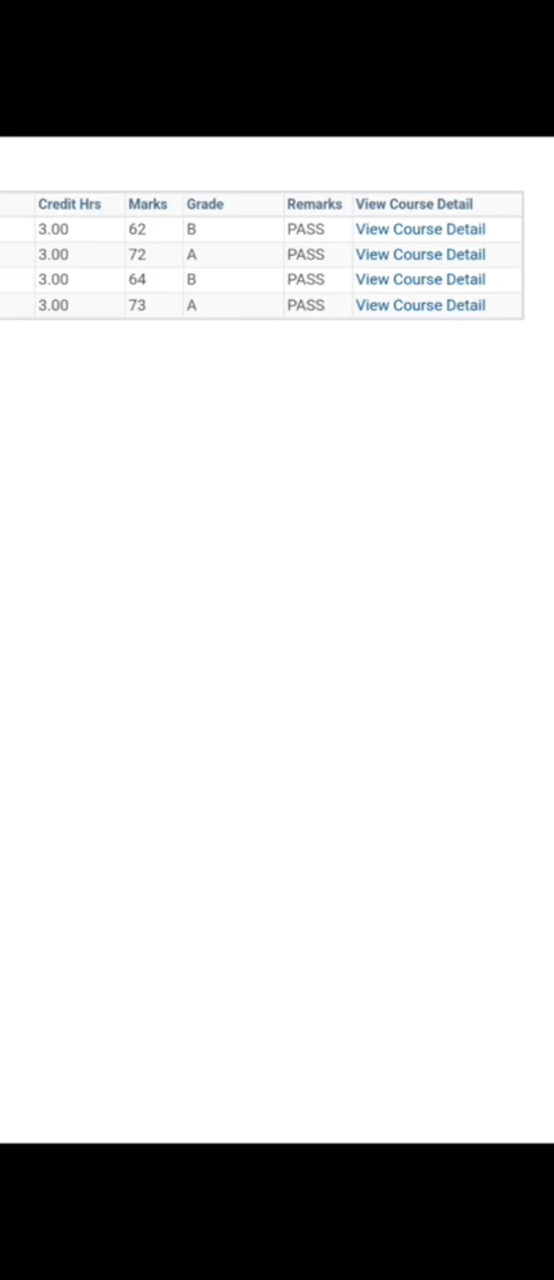 Credit Hrs Marks Grade Remarks View Course Detail
3.00 62 B PASS View Course Detail
3.00 72 A PASS View Course Detail
3.00 64 B PASS View Course Detail
3.00 73 A PASS View Course Detail